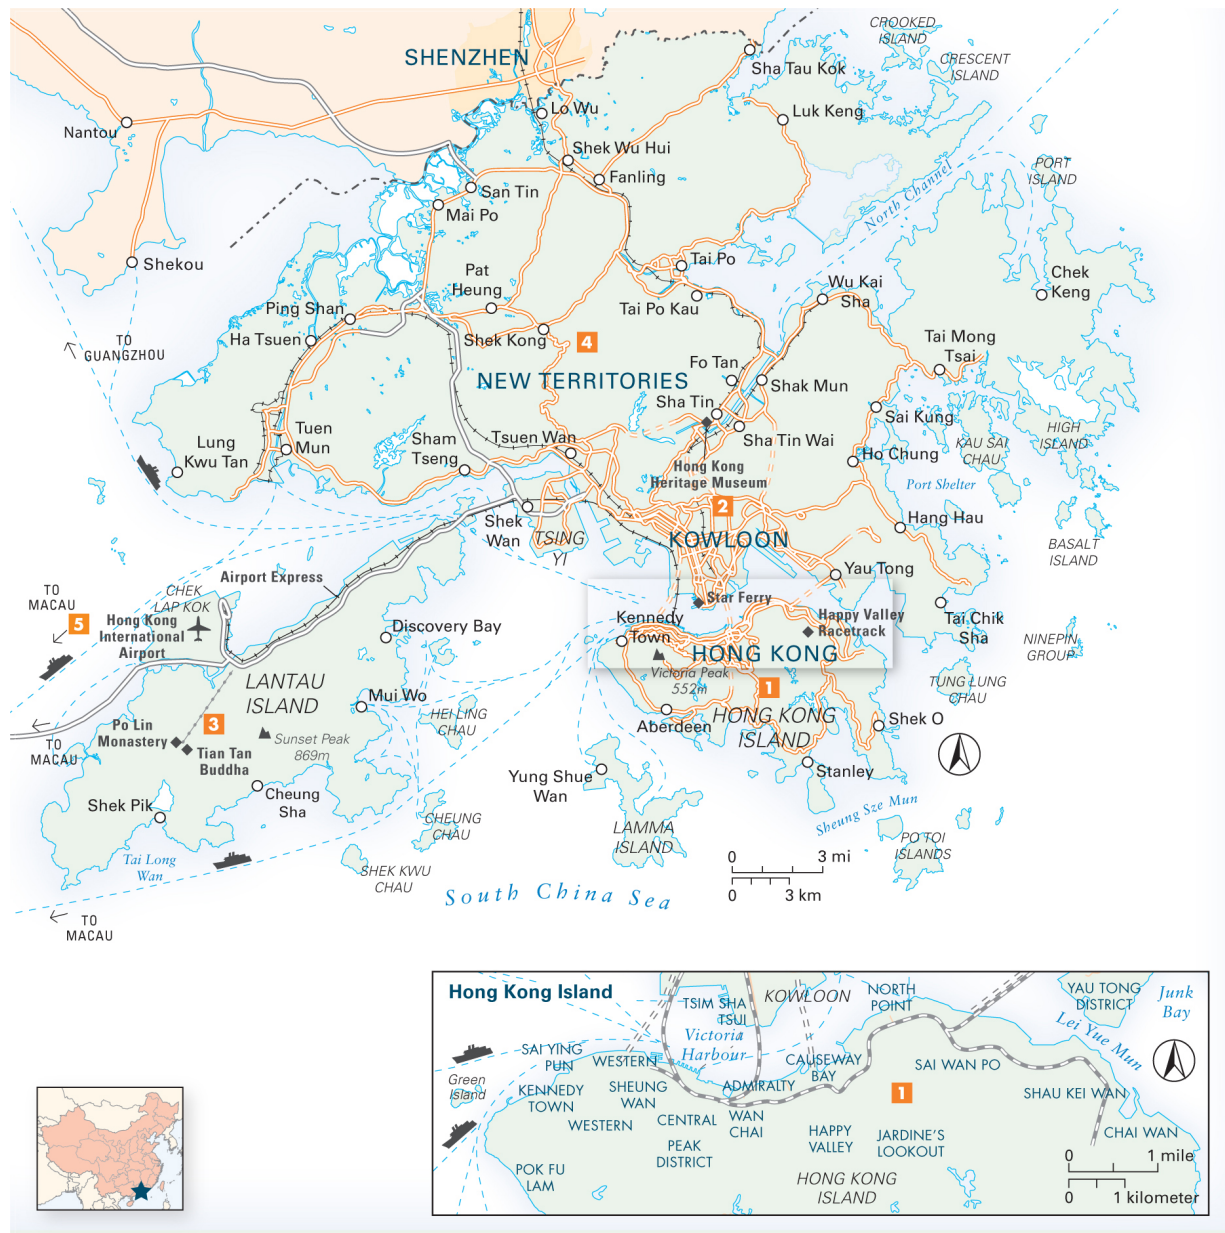 CROOKED
ISLAND
SHENZHEN
CRESCENT
ISLAND
Sha Tau Kok
Lo Wu
Luk Keng
Nantou
Shek Wu Hui
Fanling
PORT
ISLAND
San Tin
Mai Po
North Channel
Shekou
Tai Po
Pat
Heung
Chek
Keng
Wu Kai
Sha
Ping Shan
Tai Po Kau
Ha Tsuen
Shek Kong
4
TO
GUANGZHOU
Tai Mong
Tsai
Fo Tan
NEW TERRITORIES
Shak Mun
Sha Tin
Sai Kung
Tuen
Mun
Lung
Kwu Tan
Sham
Tseng
Tsuen Wan
Sha Tin Wai
HIGH
ISLAND
KAU SAI
CHAU
Ho Chung
Hong Kong
Heritage Museum
Port Shelter
2
Shek
Wan
TSING
YI
KOWLOON
Hang Hau
BASALT
ISLAND
Yau Tong
Airport Express
CHEK
LAP KOK
TO
MACAU
5
Hong Kong
International
Airport
Star Ferry
Kennedy
Town
Happy Valley
Racetrack
Tai Chik
Sha
Discovery Bay
NINEPIN
GROUP
HONG KONG
Victoria Peak
552m
1
LANTAU
ISLAND
TUNG LUNG
CHAU
Mui Wo
HEI LING
CHAU
Aberdeen
HONG KONG
ISLAND
Shek O
Po Lin
Monastery
3
Sunset Peak
869m
TO
MACAU
Tian Tan
Buddha
Yung Shue
Wan
Stanley
Cheung
Sha
Shek Pik
CHEUNG
CHAU
LAMMA
ISLAND
Sheung Sze Mun
PO TOI
ISLANDS
Tai Long
Wan
SHEK KWU
CHAU
0 3 mi
0 3 km
South China Sea
TO
MACAU
Hong Kong Island
TSIM SHA
TSUI
KOWLOON
NORTH
POINT
YAU TONG
DISTRICT
Junk
Bay
Victoria
Harbour
Lei Yue Mun
SAI YING
PUN
WESTERN
CAUSEWAY
BAY
SAI WAN PO
Green
Island
KENNEDY
TOWN
SHEUNG
WAN
ADMIRALTY
1
SHAU KEI WAN
WESTERN
CENTRAL
WAN
CHAI
HAPPY
VALLEY
JARDINE'S
LOOKOUT
CHAI WAN
PEAK
DISTRICT
POK FU
LAM
HONG KONG
ISLAND
0 1 mile
0 1 kilometer